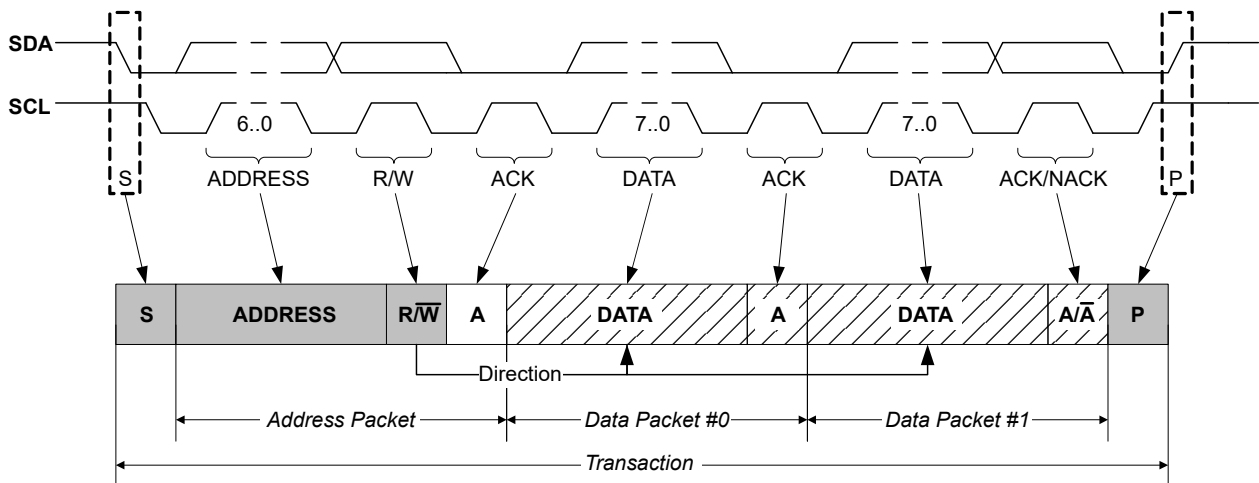 SDA
SCL
6..0 7..0 7..0
S ADDRESS R/W ACK DATA ACK DATA ACK/NACK P
S ADDRESS R/W̅ A DATA A DATA A/A̅ P
Direction
Address Packet Data Packet #0 Data Packet #1
Transaction